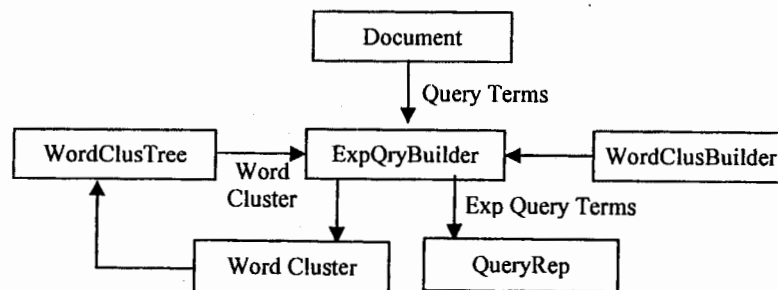 Document
Query Terms
WordClusTree
ExpQryBuilder
WordClusBuilder
Word
Cluster
Exp Query Terms
Word Cluster
QueryRep